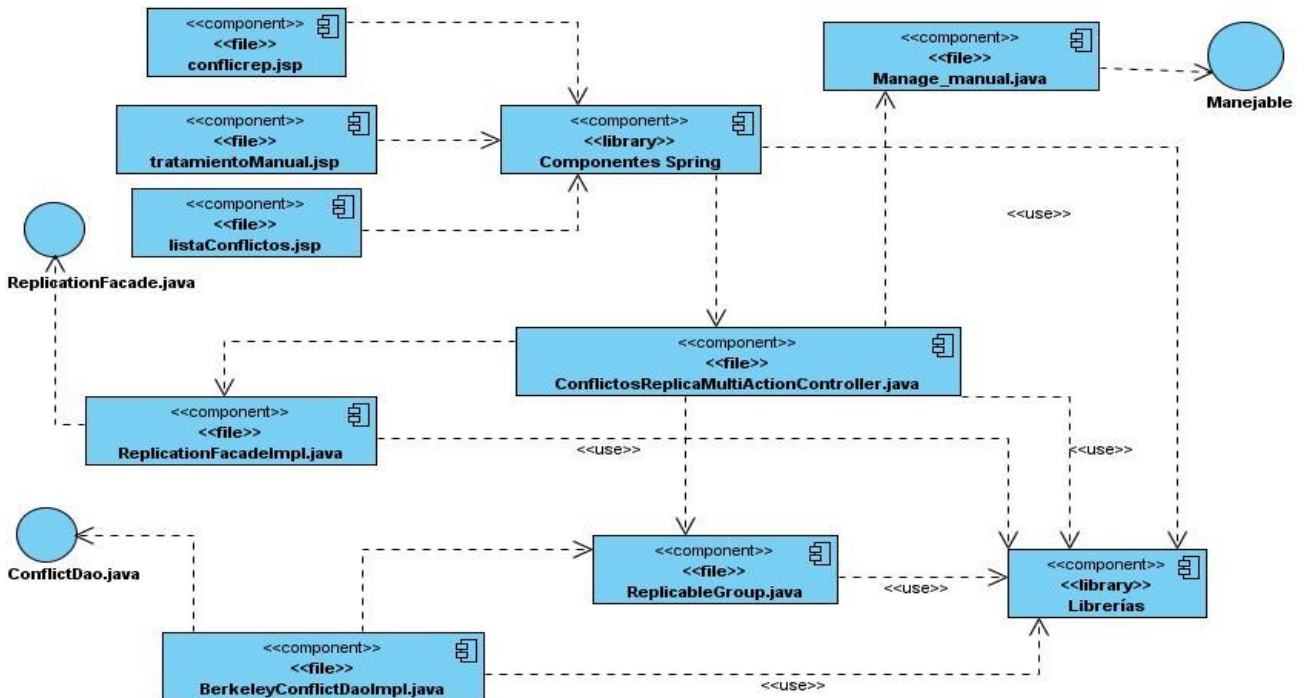 <<component>>
<<file>>
conflicrep.jsp
<<component>>
<<file>>
Manage_manual.java
Manejable
<<component>>
<<file>>
tratamientoManual.jsp
<<component>>
<<library>>
Componentes Spring
<<component>>
<<file>>
listaConflictos.jsp
<<use>>
ReplicationFacade.java
<<component>>
<<file>>
ConflictosReplicaMultiActionController.java
<<component>>
<<file>>
ReplicationFacadeImpl.java
<<use>>
<<use>>
ConflictDao.java
<<component>>
<<file>>
ReplicableGroup.java
<<use>>
<<component>>
<<library>>
Librerías
<<component>>
<<file>>
BerkeleyConflictDaoImpl.java
<<use>>